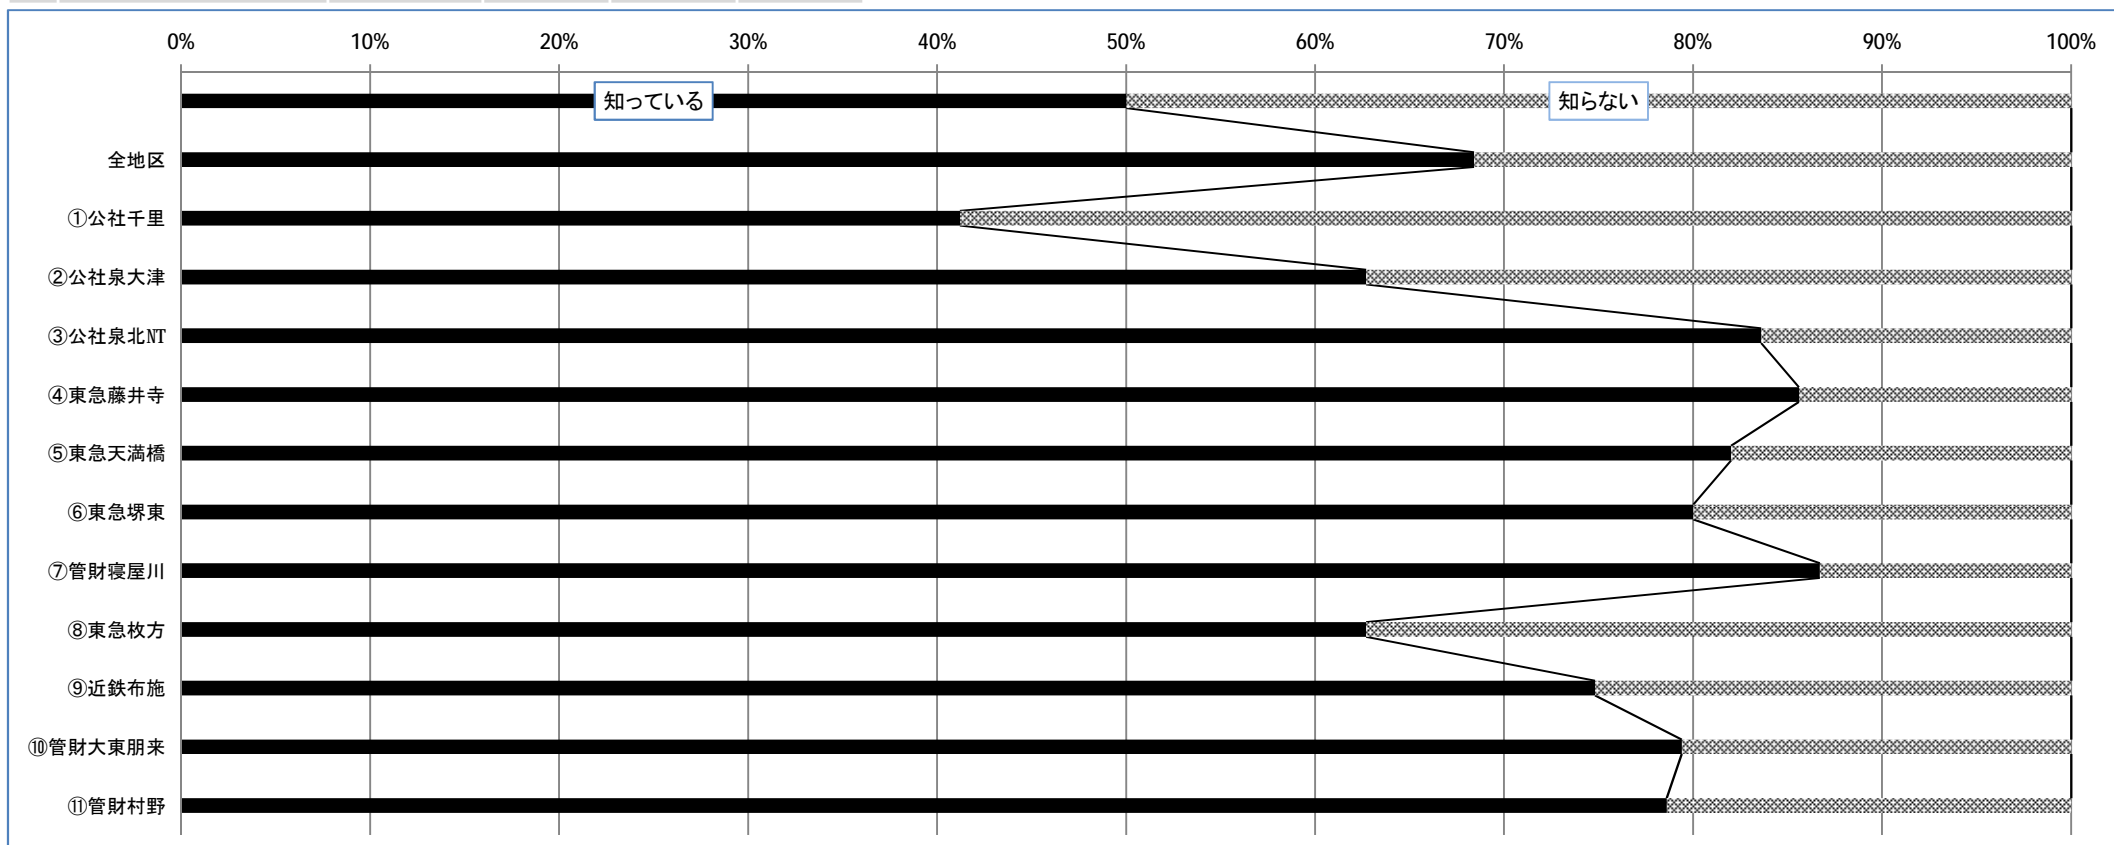 0% 10% 20% 30% 40% 50% 60% 70% 80% 90% 100%
知っている 知らない
全地区
①公社千里
②公社泉大津
③公社泉北NT
④東急藤井寺
⑤東急天満橋
⑥東急堺東
⑦管財寝屋川
⑧東急枚方
⑨近鉄布施
⑩管財大東朋来
⑪管財村野